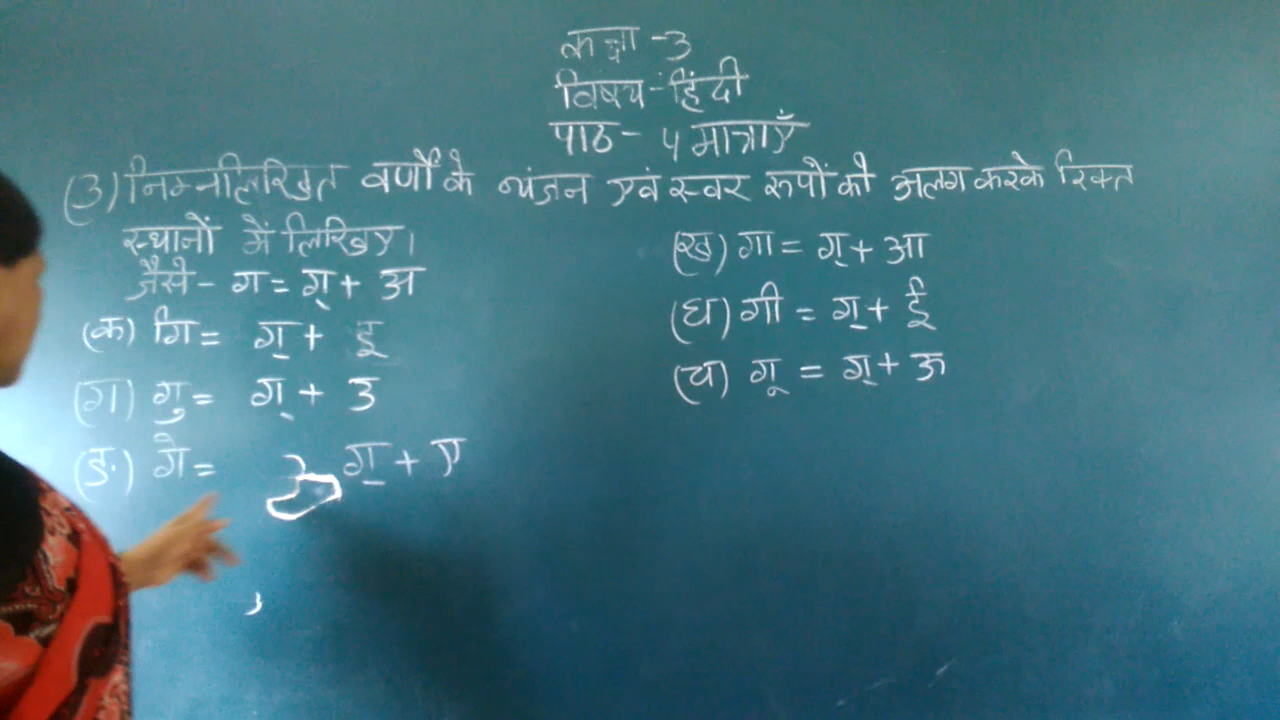 कक्षा -3
विषय - हिंदी
पाठ - 5 मात्राएँ
(3) निम्नलिखित वर्णों के व्यंजन एवं स्वर रूपों को अलग करके रिक्त
स्थानों में लिखिए।
जैसे - ग = ग् + अ
(क) गि = ग् + इ
(ख) गा = ग् + आ
(ग) गु = ग् + उ
(घ) गी = ग् + ई
(ङ) गे = ग् + ए
(च) गू = ग् + ऊ